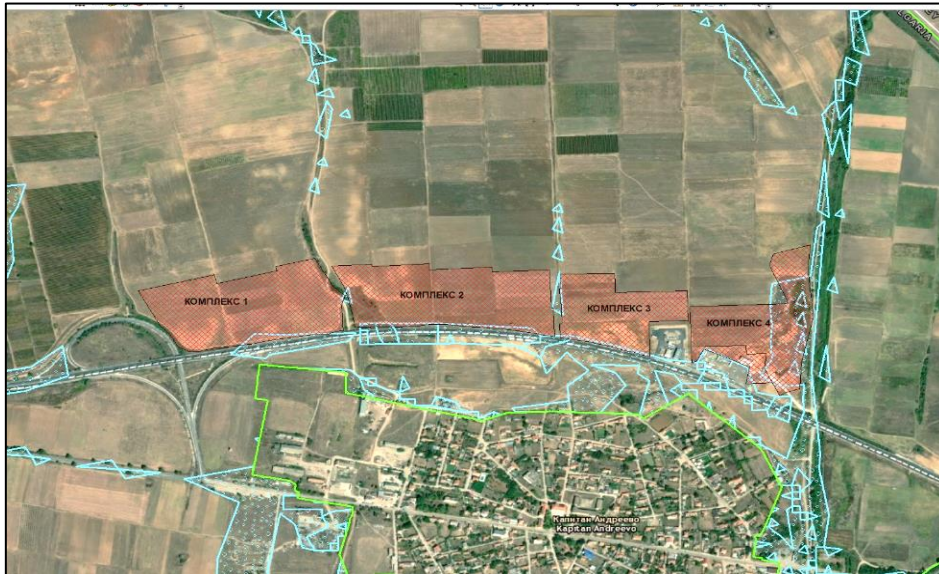 КОМПЛЕКС 1
КОМПЛЕКС 2
КОМПЛЕКС 3
КОМПЛЕКС 4
Капитан Андреево
Kapitan Andreevo